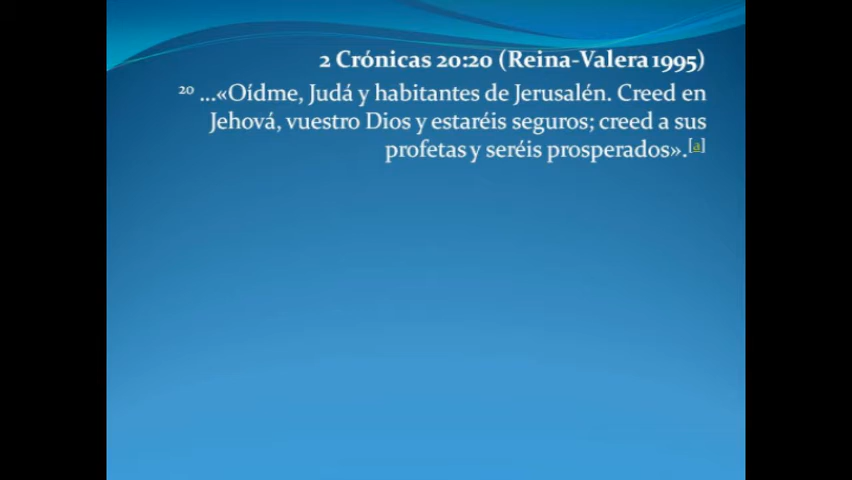 2 Crónicas 20:20 (Reina-Valera 1995)
20 ...«Oídme, Judá y habitantes de Jerusalén. Creed en
Jehová, vuestro Dios y estaréis seguros; creed a sus
profetas y seréis prosperados».[a]